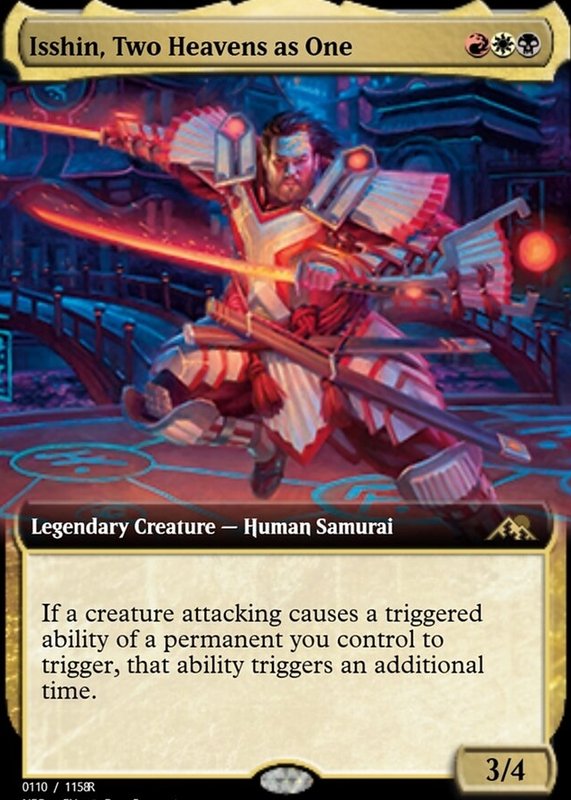 Isshin, Two Heavens as One
Legendary Creature — Human Samurai
If a creature attacking causes a triggered
ability of a permanent you control to
trigger, that ability triggers an additional
time.
3/4
0110 / 1158R